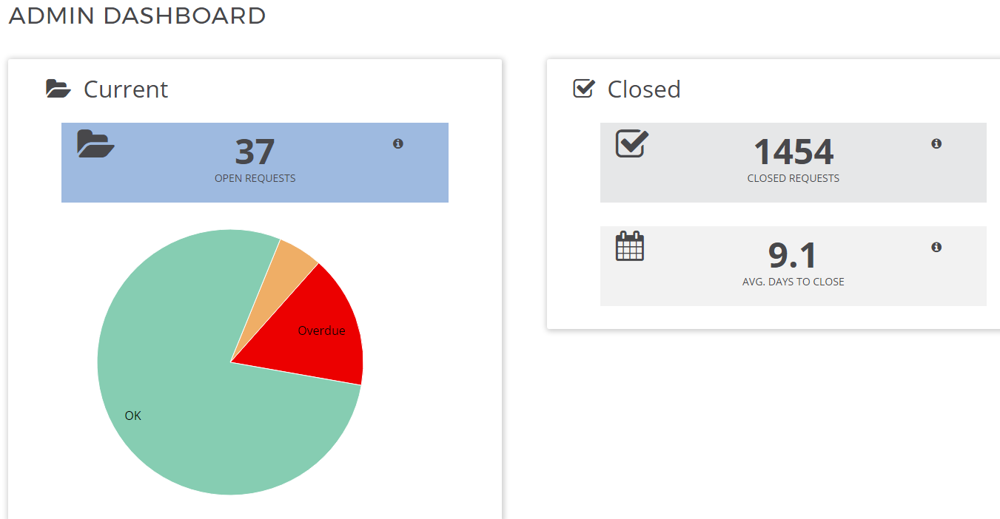 ADMIN DASHBOARD
Current
37
OPEN REQUESTS
Overdue
OK
Closed
1454
CLOSED REQUESTS
9.1
AVG. DAYS TO CLOSE